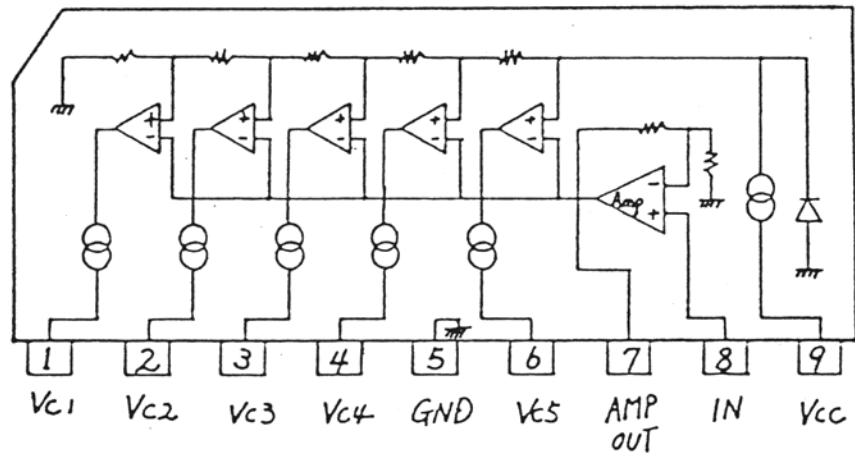 + - + - + - + - + -
Amp - +
1 2 3 4 5 6 7 8 9
VC1 VC2 VC3 VC4 GND VC5 AMP OUT IN VCC